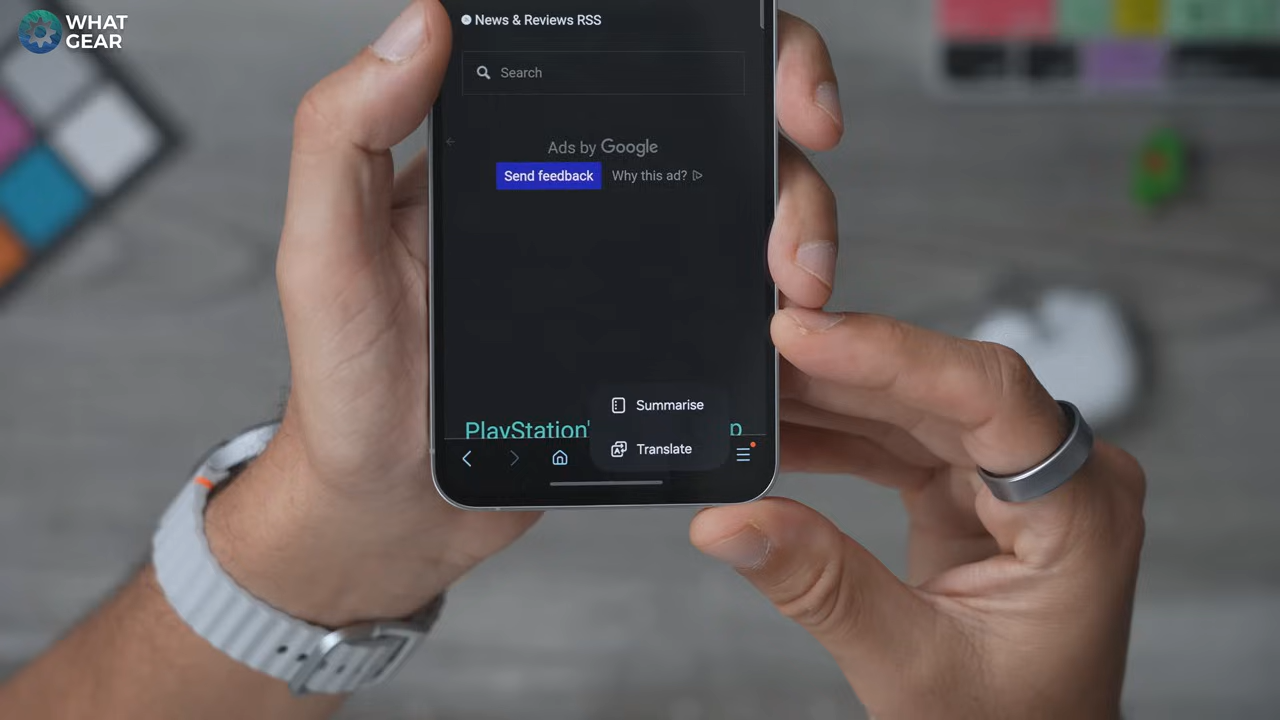 WHAT
GEAR
News & Reviews RSS
Search
Ads by Google
Send feedback Why this ad?
Summarise
PlayStation' p
Translate